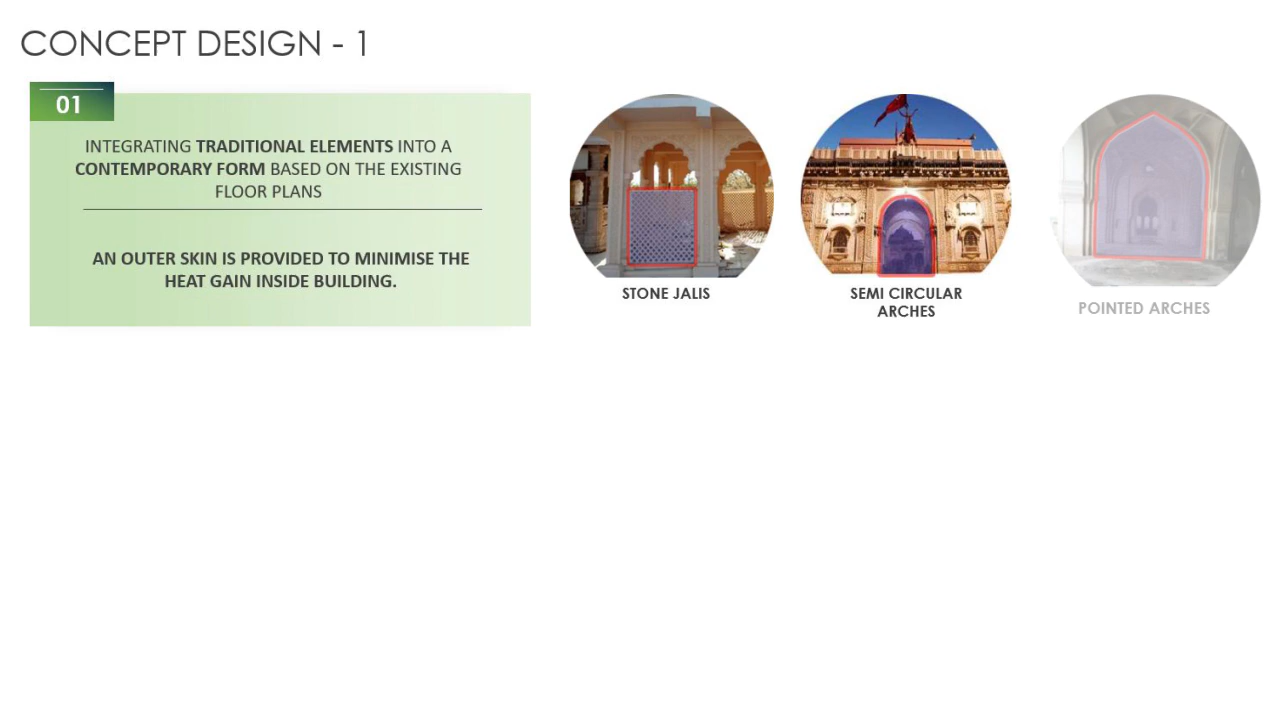 CONCEPT DESIGN - 1
01
INTEGRATING TRADITIONAL ELEMENTS INTO A
CONTEMPORARY FORM BASED ON THE EXISTING
FLOOR PLANS
AN OUTER SKIN IS PROVIDED TO MINIMISE THE
HEAT GAIN INSIDE BUILDING.
STONE JALIS
SEMI CIRCULAR
ARCHES
POINTED ARCHES